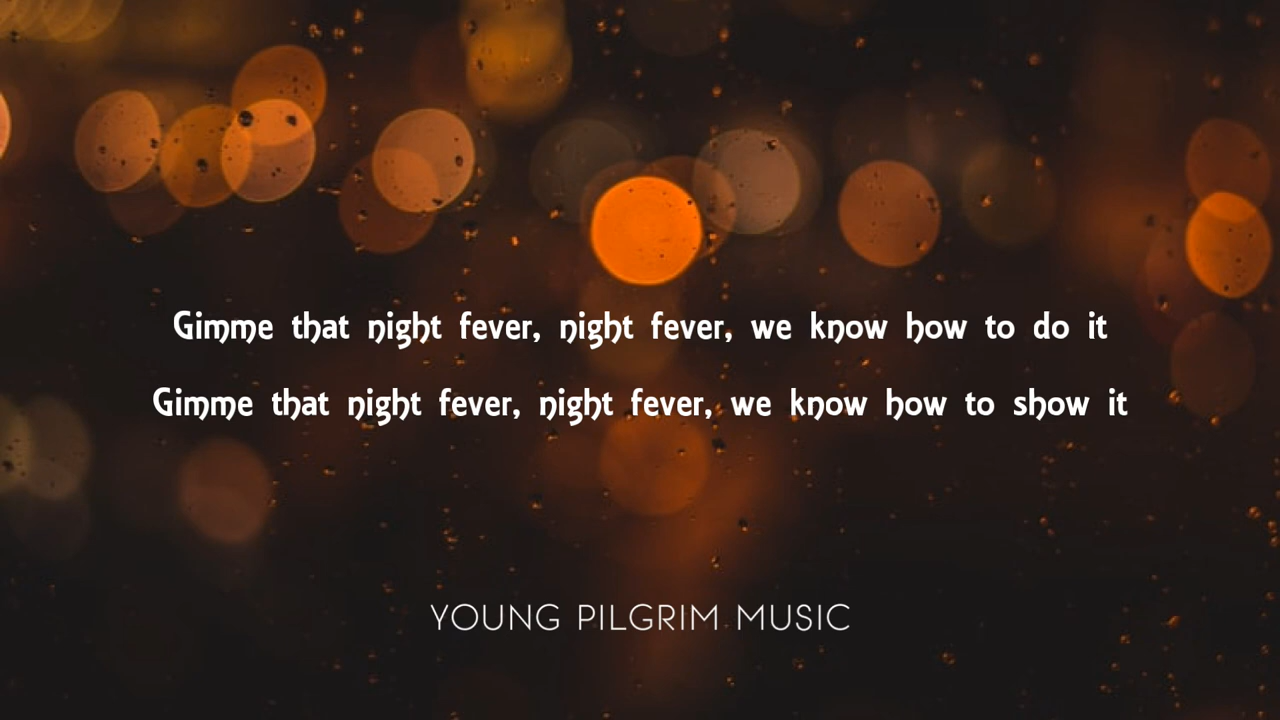 Gimme that night fever, night fever, we know how to do it
Gimme that night fever, night fever, we know how to show it
YOUNG PILGRIM MUSIC